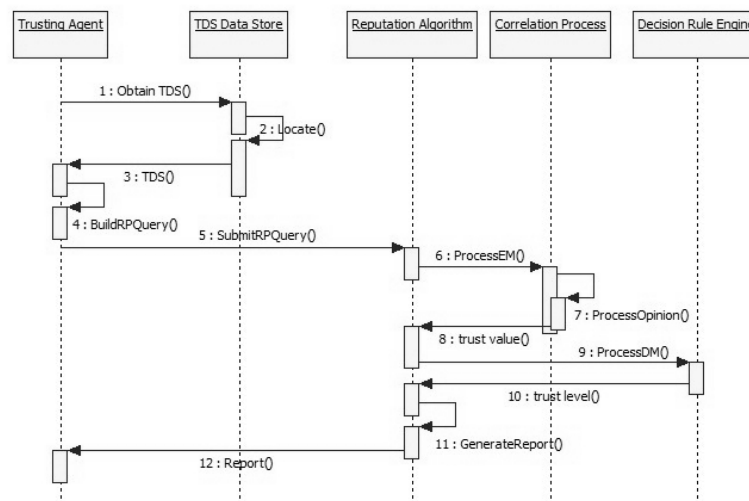 Trusting Agent
TDS Data Store
Reputation Algorithm
Correlation Process
Decision Rule Engine
1 : Obtain TDS()
2 : Locate()
3 : TDS()
4 : BuildRPQuery()
5 : SubmitRPQuery()
6 : ProcessEM()
7 : ProcessOpinion()
8 : trust value()
9 : ProcessDM()
10 : trust level()
11 : GenerateReport()
12 : Report()